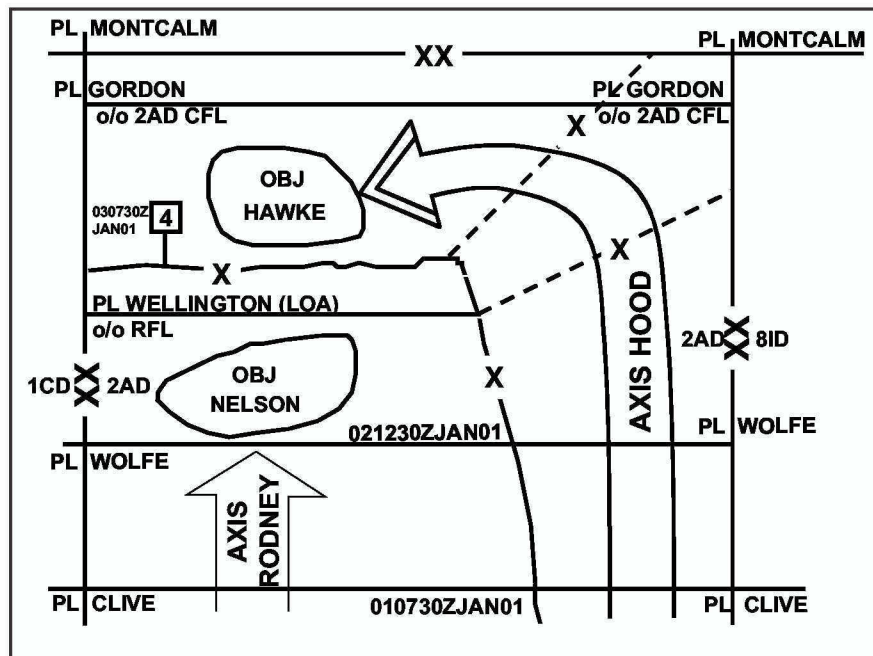 PL MONTCALM
PL MONTCALM
XX
PL GORDON
PL GORDON
o/o 2AD CFL
o/o 2AD CFL
X
OBJ
HAWKE
030730Z
JAN01
4
X
X
PL WELLINGTON (LOA)
o/o RFL
AXIS HOOD
1CD XX 2AD
2AD XX 8ID
OBJ
NELSON
X
021230ZJAN01
PL WOLFE
PL WOLFE
AXIS
RODNEY
PL CLIVE
010730ZJAN01
PL CLIVE